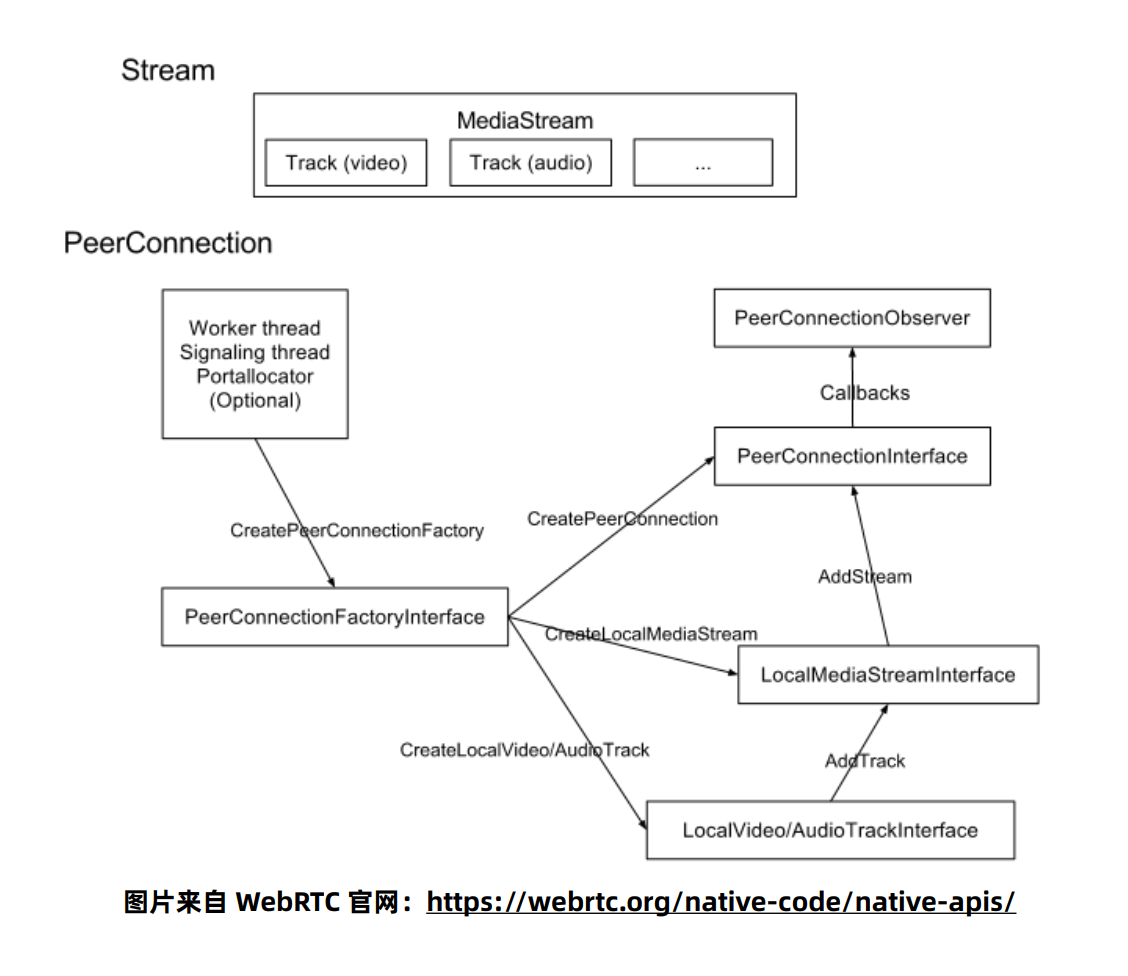 Stream
MediaStream
Track (video)
Track (audio)
...
PeerConnection
Worker thread
Signaling thread
Portallocator
(Optional)
PeerConnectionObserver
Callbacks
PeerConnectionInterface
CreatePeerConnectionFactory
CreatePeerConnection
AddStream
PeerConnectionFactoryInterface
CreateLocalMediaStream
LocalMediaStreamInterface
CreateLocalVideo/AudioTrack
AddTrack
LocalVideo/AudioTrackInterface
图片来自 WebRTC 官网：https://webrtc.org/native-code/native-apis/